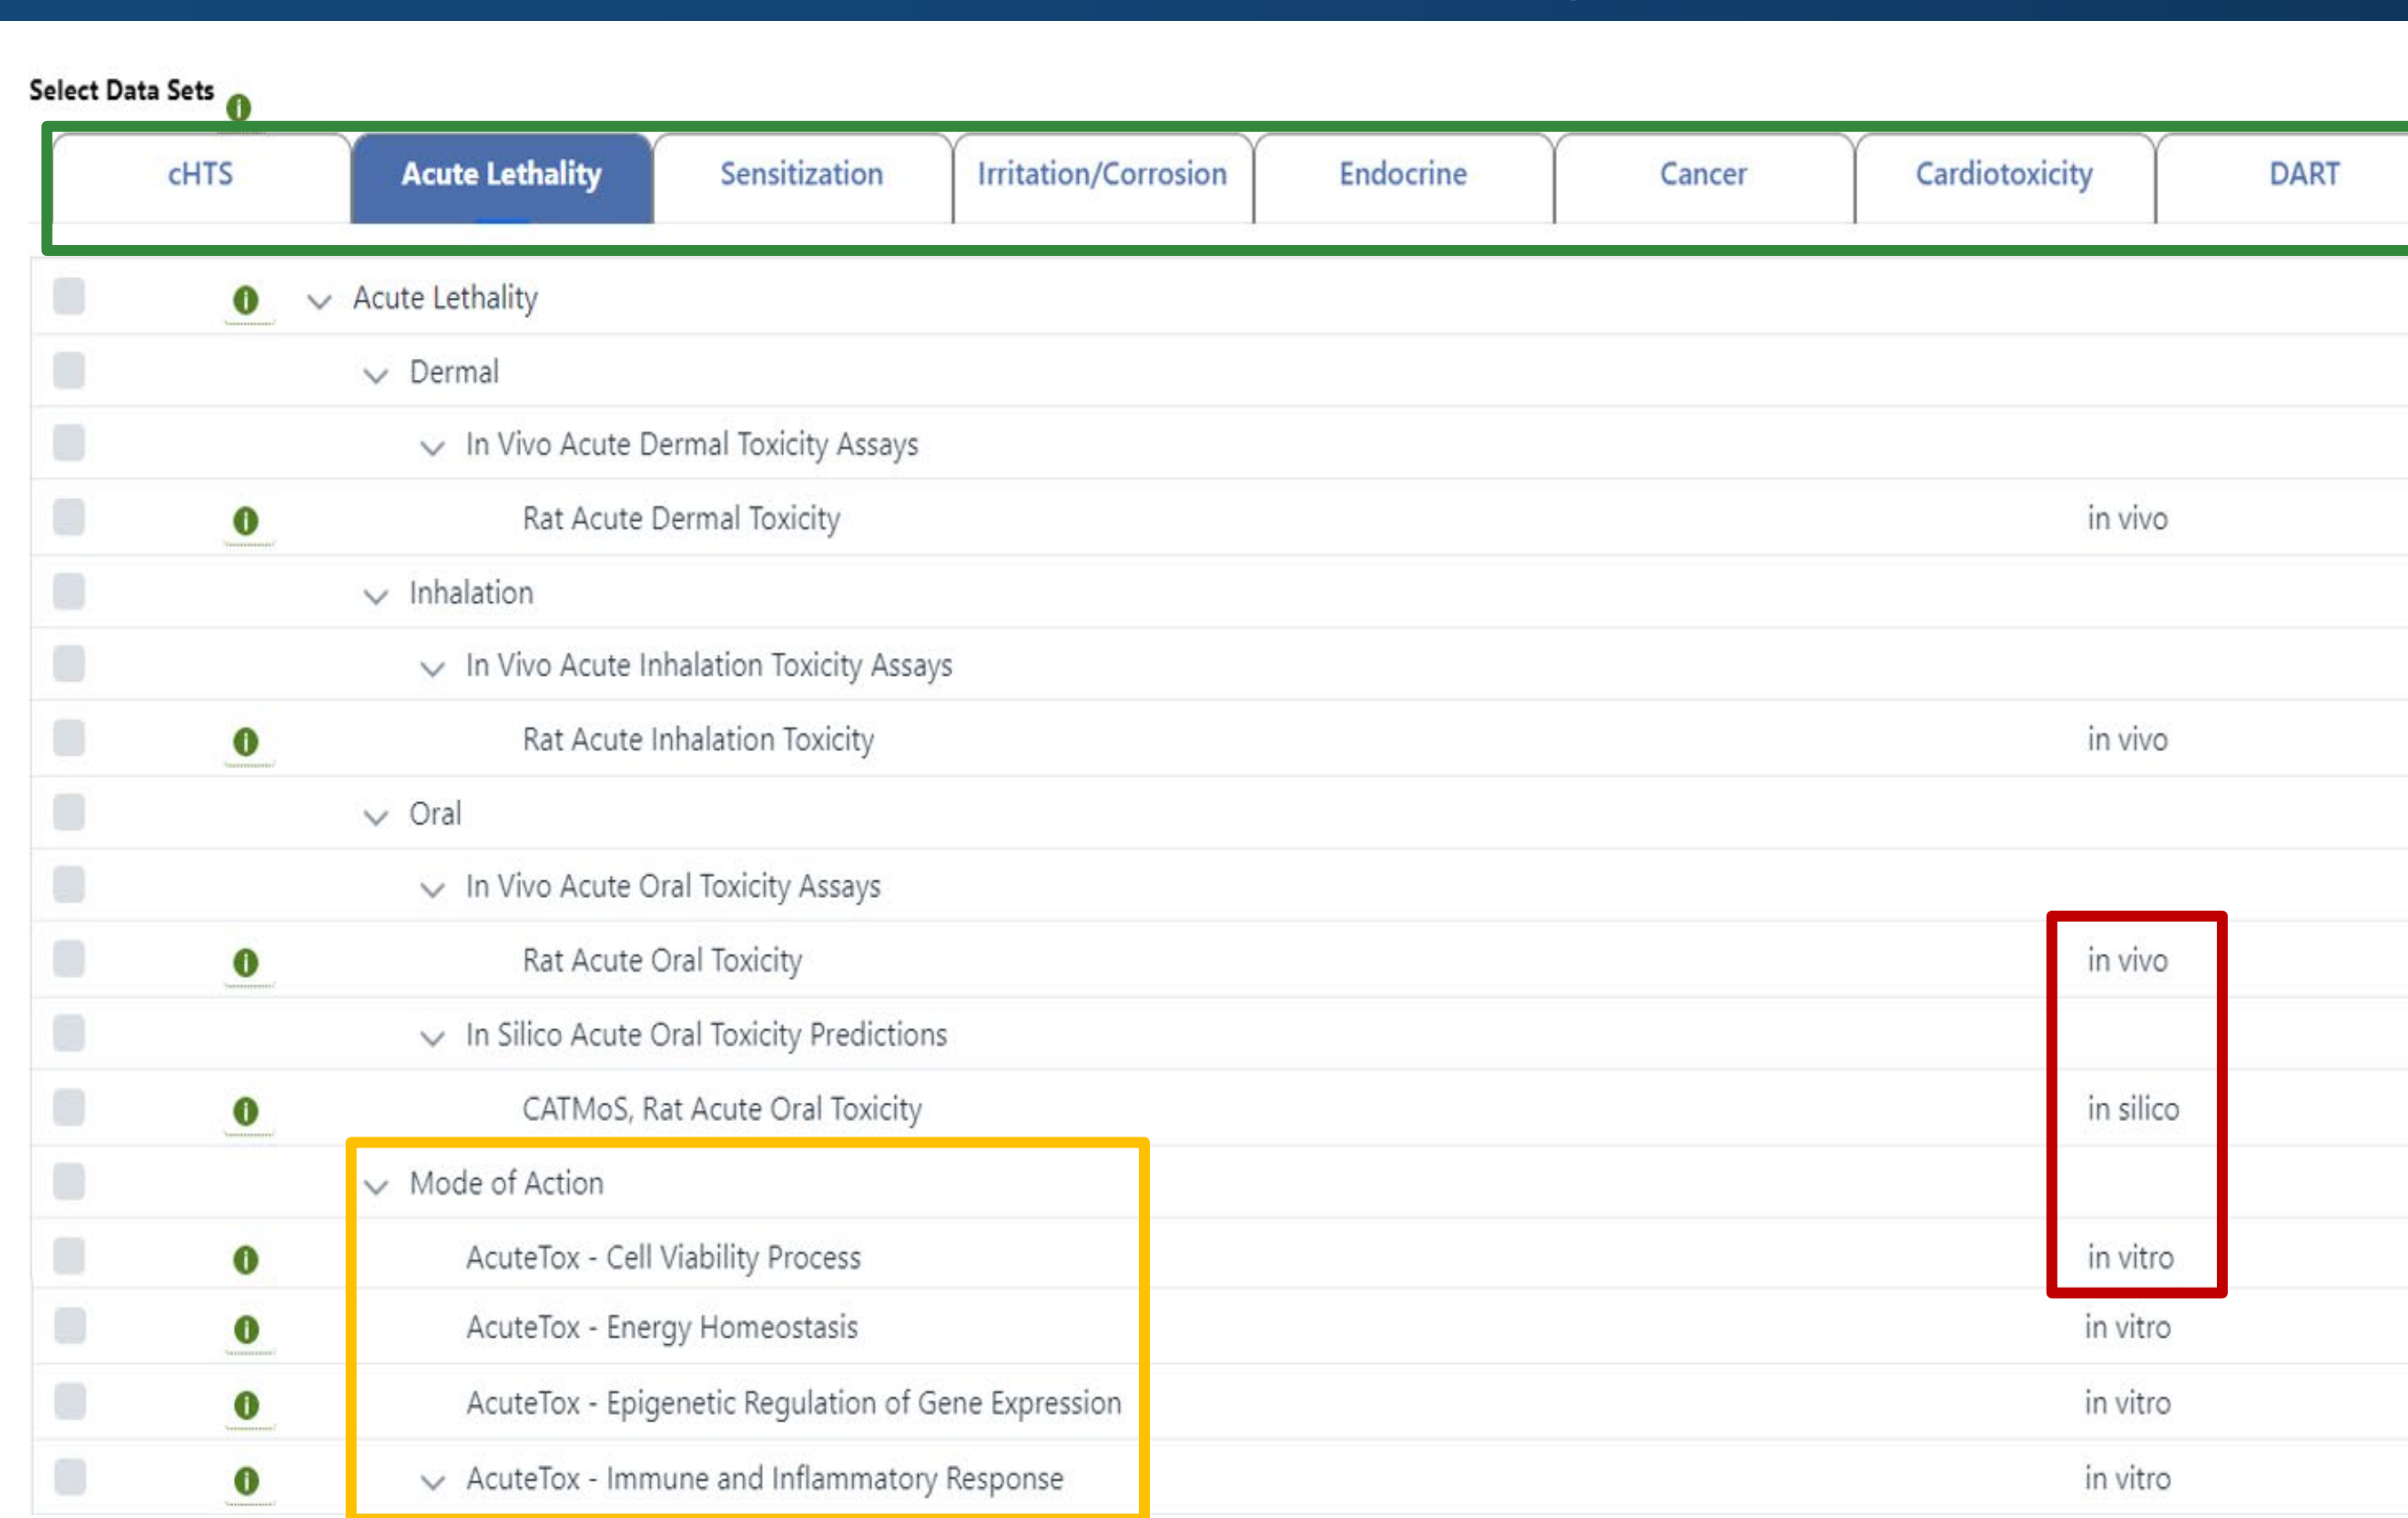 Select Data Sets
cHTS Acute Lethality Sensitization Irritation/Corrosion Endocrine Cancer Cardiotoxicity DART
Acute Lethality
Dermal
In Vivo Acute Dermal Toxicity Assays
Rat Acute Dermal Toxicity in vivo
Inhalation
In Vivo Acute Inhalation Toxicity Assays
Rat Acute Inhalation Toxicity in vivo
Oral
In Vivo Acute Oral Toxicity Assays
Rat Acute Oral Toxicity in vivo
In Silico Acute Oral Toxicity Predictions
CATMoS, Rat Acute Oral Toxicity in silico
Mode of Action
AcuteTox - Cell Viability Process in vitro
AcuteTox - Energy Homeostasis in vitro
AcuteTox - Epigenetic Regulation of Gene Expression in vitro
AcuteTox - Immune and Inflammatory Response in vitro